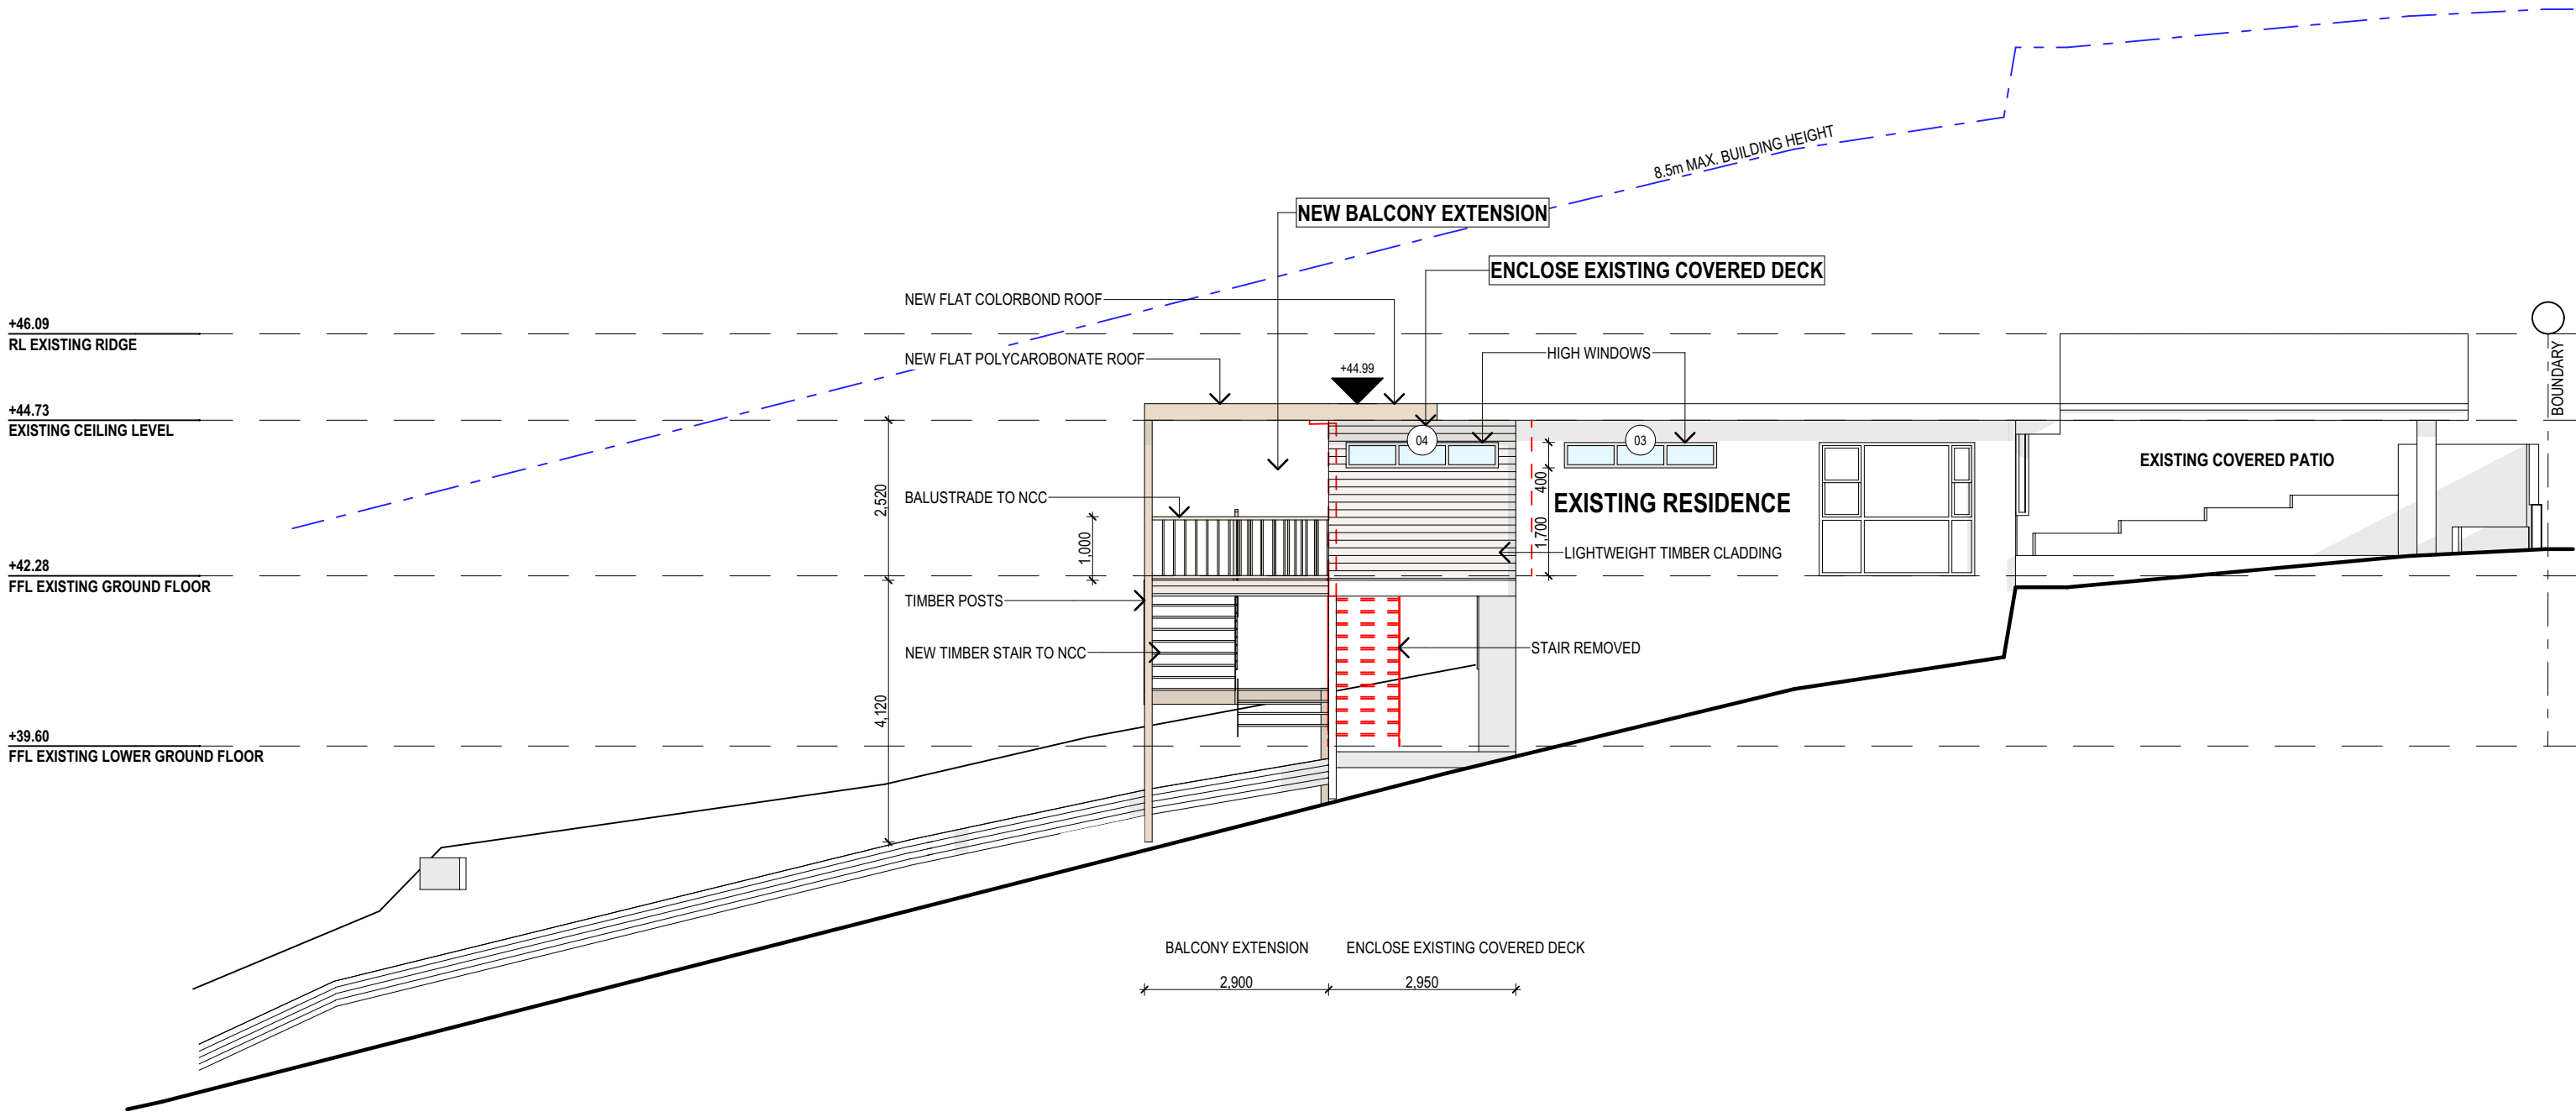 8.5m MAX. BUILDING HEIGHT
NEW BALCONY EXTENSION
ENCLOSE EXISTING COVERED DECK
NEW FLAT COLORBOND ROOF
+46.09
RL EXISTING RIDGE
NEW FLAT POLYCAROBONATE ROOF
HIGH WINDOWS
+44.99
BOUNDARY
+44.73
EXISTING CEILING LEVEL
04
03
EXISTING COVERED PATIO
2,520
BALUSTRADE TO NCC
400
EXISTING RESIDENCE
1,000
1,700
LIGHTWEIGHT TIMBER CLADDING
+42.28
FFL EXISTING GROUND FLOOR
TIMBER POSTS
NEW TIMBER STAIR TO NCC
STAIR REMOVED
4,120
+39.60
FFL EXISTING LOWER GROUND FLOOR
BALCONY EXTENSION
ENCLOSE EXISTING COVERED DECK
2,900
2,950